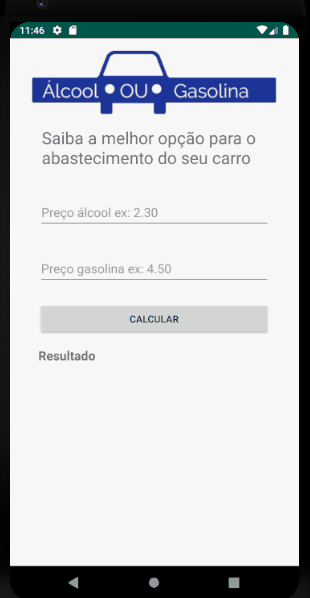 11:46
Álcool OU Gasolina
Saiba a melhor opção para o
abastecimento do seu carro
Preço álcool ex: 2.30
Preço gasolina ex: 4.50
CALCULAR
Resultado